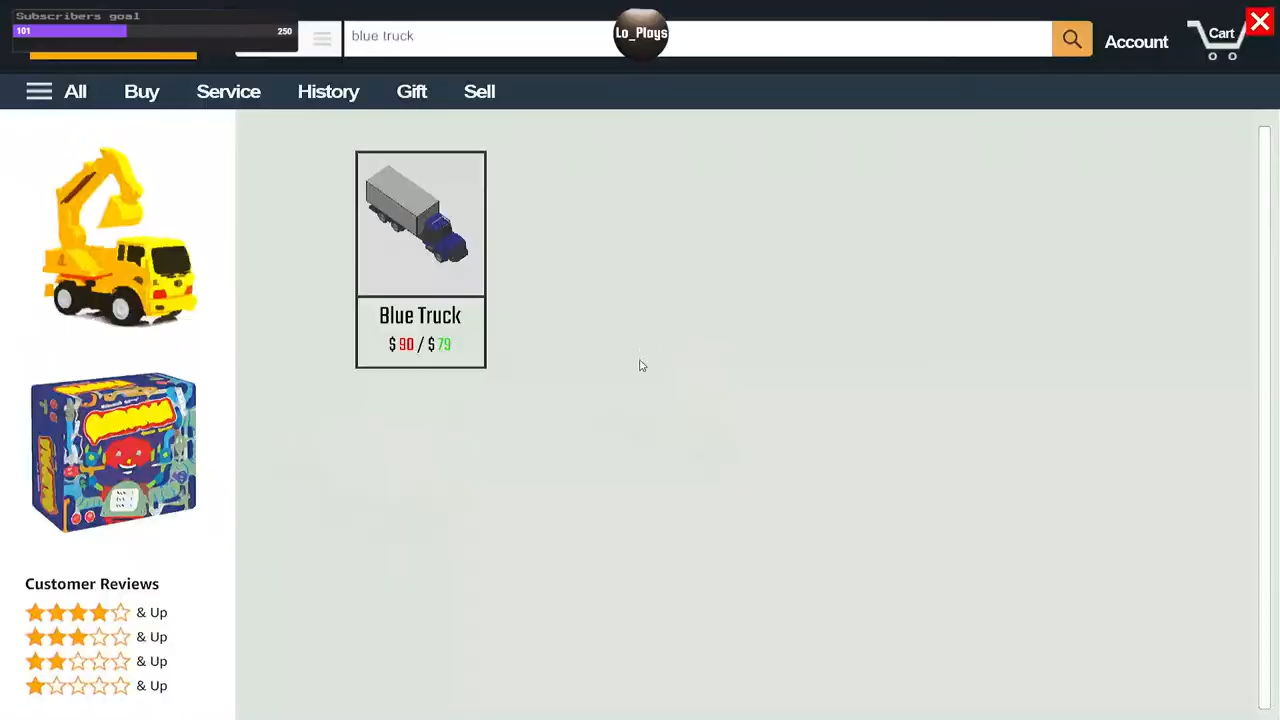 Subscribers goal
101 250
blue truck
Lo_Plays
Account
Cart
All Buy Service History Gift Sell
Blue Truck
$ 90 / $ 79
Customer Reviews
& Up
& Up
& Up
& Up